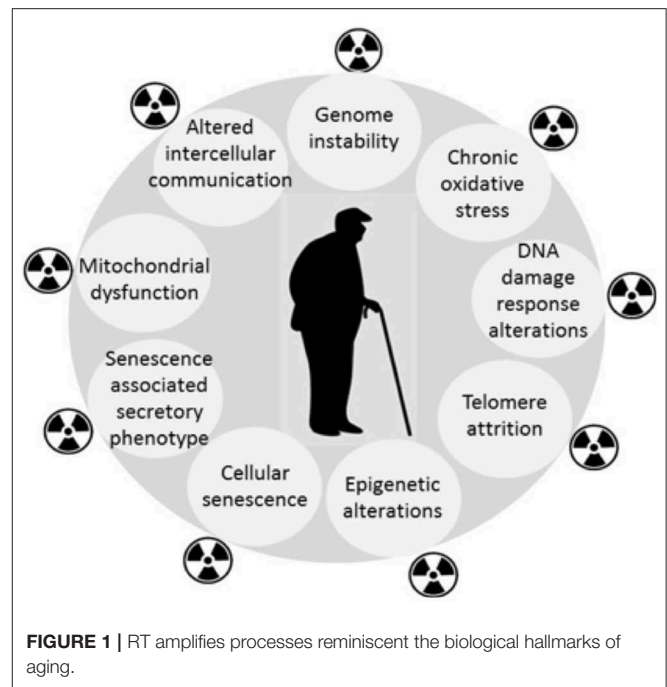 Genome
instability
Chronic
oxidative
stress
DNA
damage
response
alterations
Telomere
attrition
Epigenetic
alterations
Cellular
senescence
Senescence
associated
secretory
phenotype
Mitochondrial
dysfunction
Altered
intercellular
communication
FIGURE 1 | RT amplifies processes reminiscent the biological hallmarks of
aging.